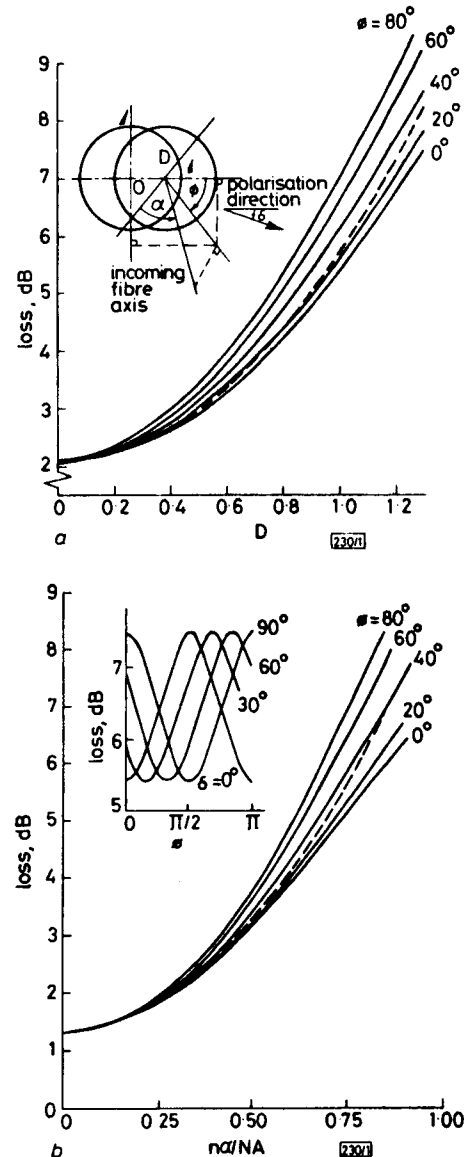 ø = 80°
60°
40°
20°
0°
9
8
7
6
5
4
3
2
loss, dB
D
O
α
ϕ
polarisation
direction
incoming
fibre
axis
0 0·2 0·4 0·6 0·8 1·0 1·2
a D 230/1
ø=80°
60°
40°
20°
0°
9
8
7
6
5
4
3
2
1
0
loss, dB
7
6
5
loss, dB
90°
60°
30°
δ=0°
0 π/2 π
ø
0 0·25 0·50 0·75 1·00
b nα/NA 230/1